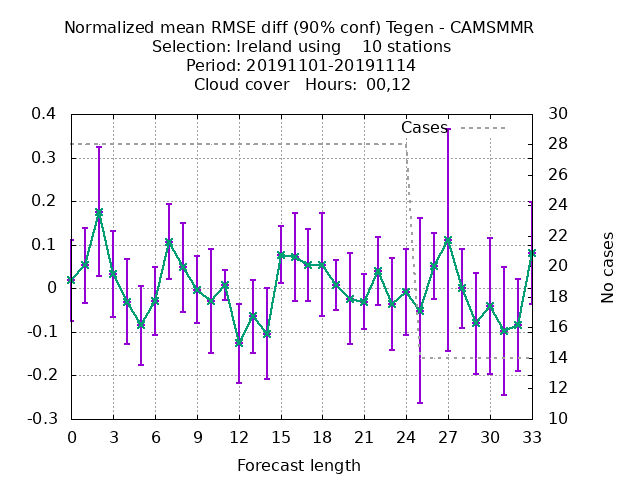 Normalized mean RMSE diff (90% conf) Tegen - CAMSMMR
Selection: Ireland using 10 stations
Period: 20191101-20191114
Cloud cover Hours: 00,12
0.4
0.3
0.2
0.1
0
-0.1
-0.2
-0.3
Cases
30
28
26
24
22
20
18
16
14
12
10
No cases
0 3 6 9 12 15 18 21 24 27 30 33
Forecast length